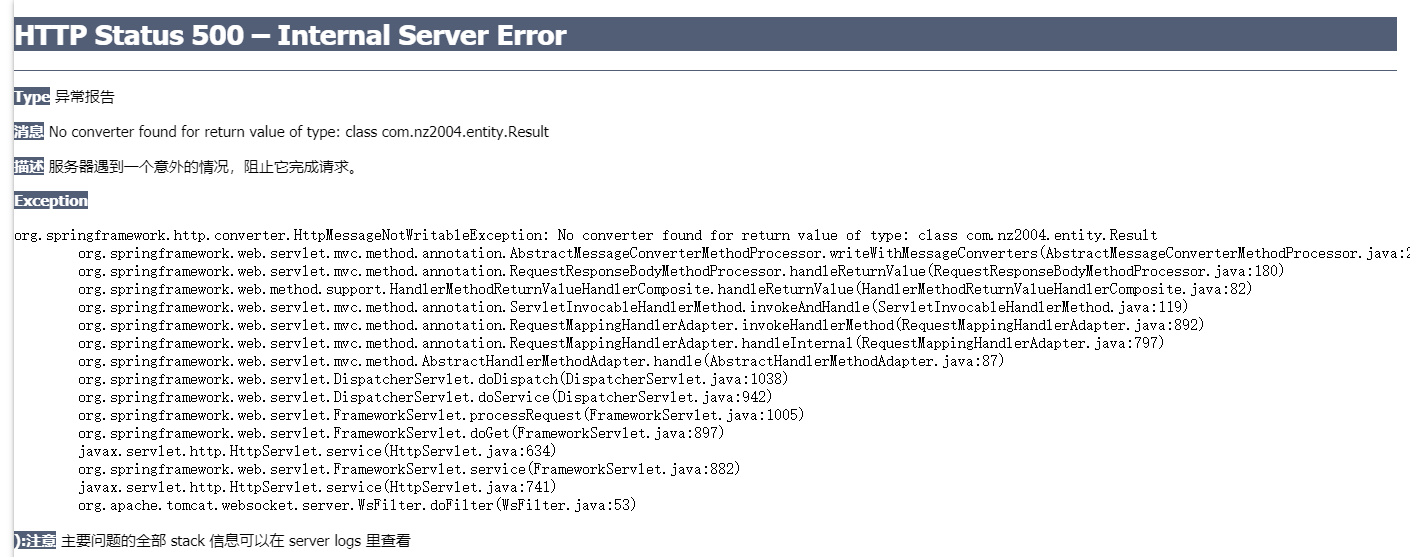 HTTP Status 500 – Internal Server Error
Type 异常报告
消息 No converter found for return value of type: class com.nz2004.entity.Result
描述 服务器遇到一个意外的情况，阻止它完成请求。
Exception
org.springframework.http.converter.HttpMessageNotWritableException: No converter found for return value of type: class com.nz2004.entity.Result
org.springframework.web.servlet.mvc.method.annotation.AbstractMessageConverterMethodProcessor.writeWithMessageConverters(AbstractMessageConverterMethodProcessor.java:2
org.springframework.web.servlet.mvc.method.annotation.RequestResponseBodyMethodProcessor.handleReturnValue(RequestResponseBodyMethodProcessor.java:180)
org.springframework.web.method.support.HandlerMethodReturnValueHandlerComposite.handleReturnValue(HandlerMethodReturnValueHandlerComposite.java:82)
org.springframework.web.servlet.mvc.method.annotation.ServletInvocableHandlerMethod.invokeAndHandle(ServletInvocableHandlerMethod.java:119)
org.springframework.web.servlet.mvc.method.annotation.RequestMappingHandlerAdapter.invokeHandlerMethod(RequestMappingHandlerAdapter.java:892)
org.springframework.web.servlet.mvc.method.annotation.RequestMappingHandlerAdapter.handleInternal(RequestMappingHandlerAdapter.java:797)
org.springframework.web.servlet.mvc.method.AbstractHandlerMethodAdapter.handle(AbstractHandlerMethodAdapter.java:87)
org.springframework.web.servlet.DispatcherServlet.doDispatch(DispatcherServlet.java:1038)
org.springframework.web.servlet.DispatcherServlet.doService(DispatcherServlet.java:942)
org.springframework.web.servlet.FrameworkServlet.processRequest(FrameworkServlet.java:1005)
org.springframework.web.servlet.FrameworkServlet.doGet(FrameworkServlet.java:897)
javax.servlet.http.HttpServlet.service(HttpServlet.java:634)
org.springframework.web.servlet.FrameworkServlet.service(FrameworkServlet.java:882)
javax.servlet.http.HttpServlet.service(HttpServlet.java:741)
org.apache.tomcat.websocket.server.WsFilter.doFilter(WsFilter.java:53)
):注意 主要问题的全部 stack 信息可以在 server logs 里查看